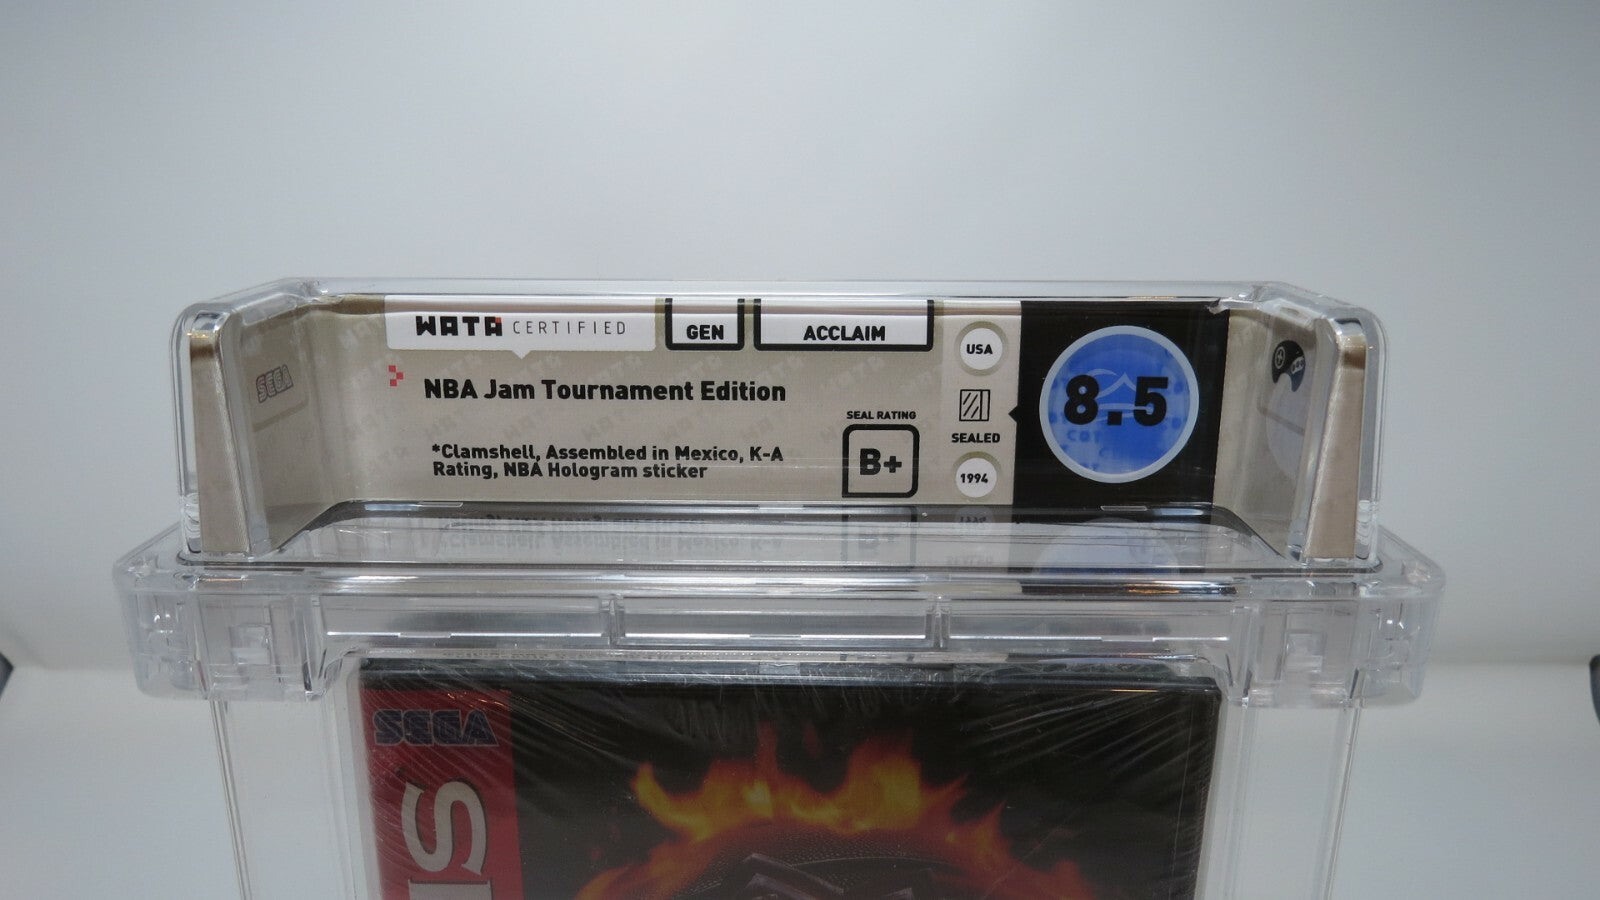 WATA CERTIFIED
GEN
ACCLAIM
USA
SEGA
NBA Jam Tournament Edition
8.5
SEAL RATING
SEALED
*Clamshell, Assembled in Mexico, K-A
Rating, NBA Hologram sticker
B+
1994
SEGA
IS